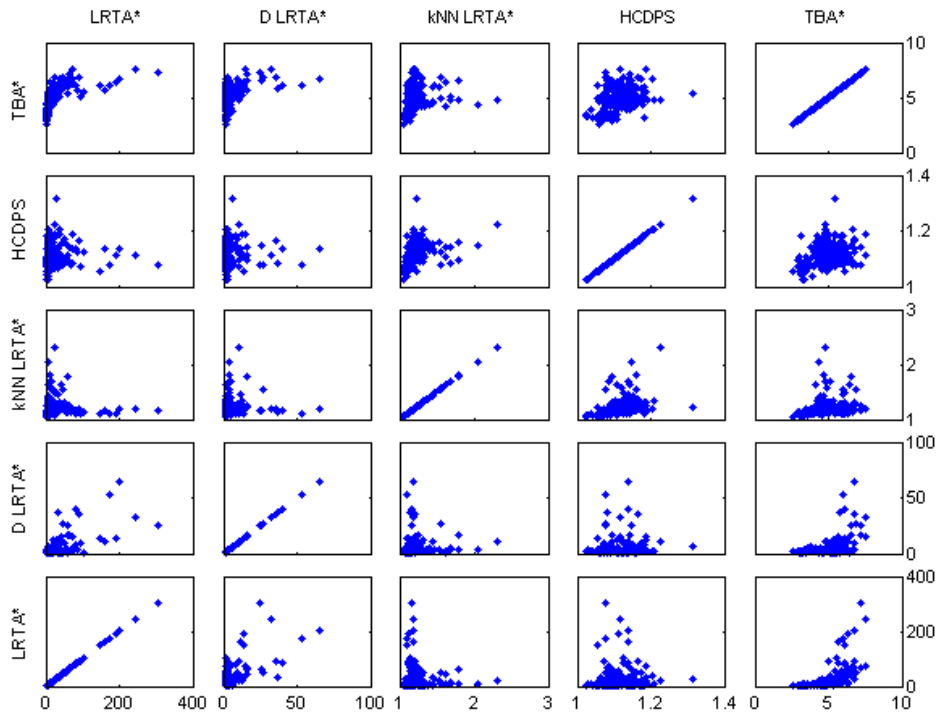 LRTA* D LRTA* kNN LRTA* HCDPS TBA*
TBA*
10
5
0
HCDPS
1.4
1.2
1
kNN LRTA*
3
2
1
D LRTA*
100
50
0
LRTA*
400
200
0
0 200 400 0 50 100 1 2 3 1 1.2 1.4 0 5 10